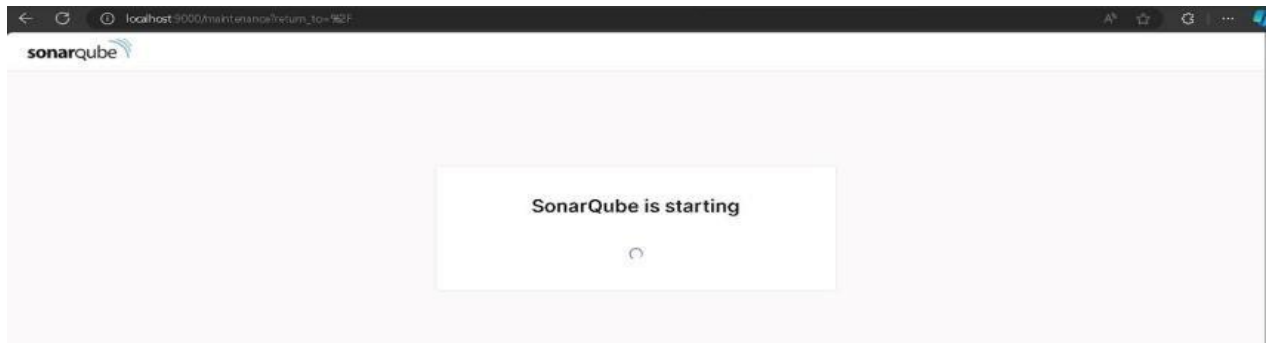 localhost:9000/maintenance?return_to=%2F
sonarqube
SonarQube is starting